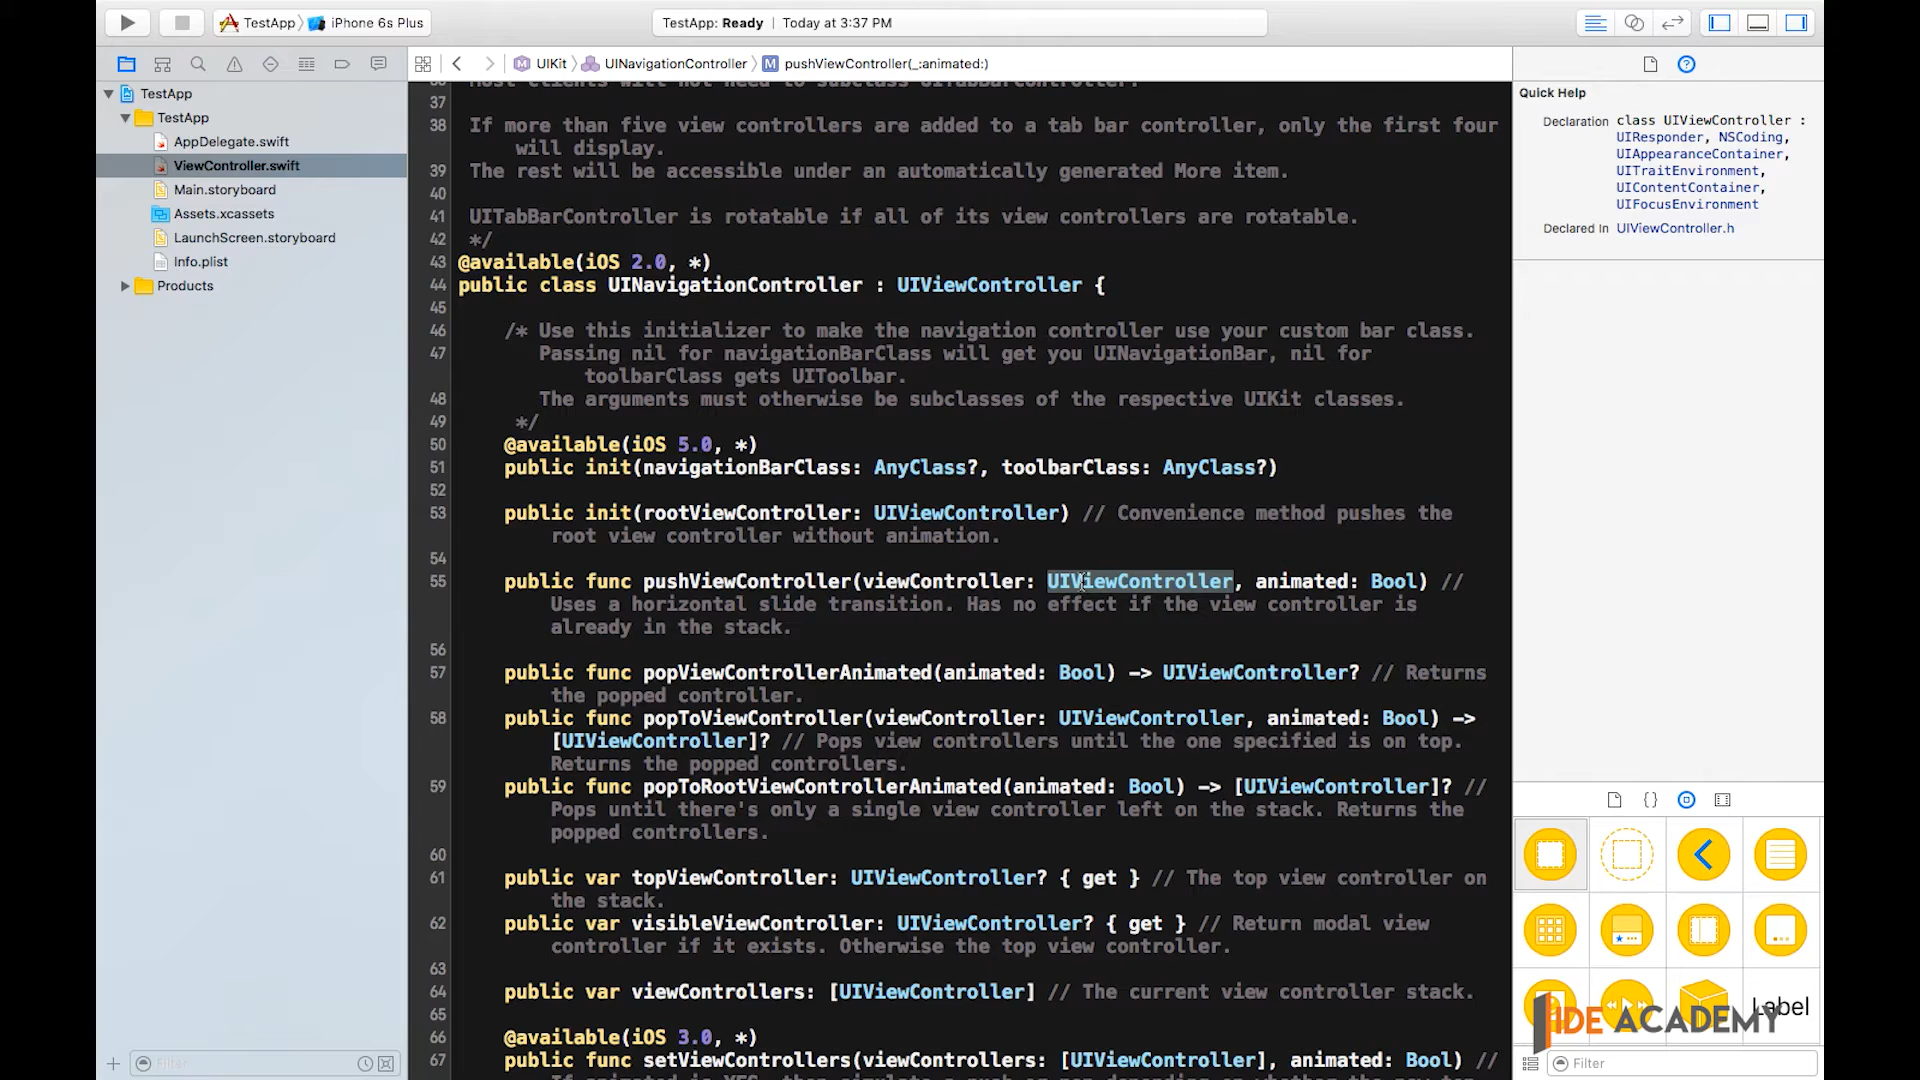 TestApp
iPhone 6s Plus
TestApp: Ready
Today at 3:37 PM
UIKit
UINavigationController
pushViewController(_:animated:)
TestApp
TestApp
AppDelegate.swift
ViewController.swift
Main.storyboard
Assets.xcassets
LaunchScreen.storyboard
Info.plist
Products
Filter
37
38 If more than five view controllers are added to a tab bar controller, only the first four
will display.
39 The rest will be accessible under an automatically generated More item.
40
41 UITabBarController is rotatable if all of its view controllers are rotatable.
42 */
43 @available(iOS 2.0, *)
44 public class UINavigationController : UIViewController {
45
46 /* Use this initializer to make the navigation controller use your custom bar class.
47 Passing nil for navigationBarClass will get you UINavigationBar, nil for
toolbarClass gets UIToolbar.
48 The arguments must otherwise be subclasses of the respective UIKit classes.
49 */
50 @available(iOS 5.0, *)
51 public init(navigationBarClass: AnyClass?, toolbarClass: AnyClass?)
52
53 public init(rootViewController: UIViewController) // Convenience method pushes the
root view controller without animation.
54
55 public func pushViewController(viewController: UIViewController, animated: Bool) //
Uses a horizontal slide transition. Has no effect if the view controller is
already in the stack.
56
57 public func popViewControllerAnimated(animated: Bool) -> UIViewController? // Returns
the popped controller.
58 public func popToViewController(viewController: UIViewController, animated: Bool) ->
[UIViewController]? // Pops view controllers until the one specified is on top.
Returns the popped controllers.
59 public func popToRootViewControllerAnimated(animated: Bool) -> [UIViewController]? //
Pops until there's only a single view controller left on the stack. Returns the
popped controllers.
60
61 public var topViewController: UIViewController? { get } // The top view controller on
the stack.
62 public var visibleViewController: UIViewController? { get } // Return modal view
controller if it exists. Otherwise the top view controller.
63
64 public var viewControllers: [UIViewController] // The current view controller stack.
65
66 @available(iOS 3.0, *)
67 public func setViewControllers(viewControllers: [UIViewController], animated: Bool) //
Quick Help
Declaration class UIViewController :
UIResponder, NSCoding,
UIAppearanceContainer,
UITraitEnvironment,
UIContentContainer,
UIFocusEnvironment
Declared In UIViewController.h
Label
IDE ACADEMY
Filter